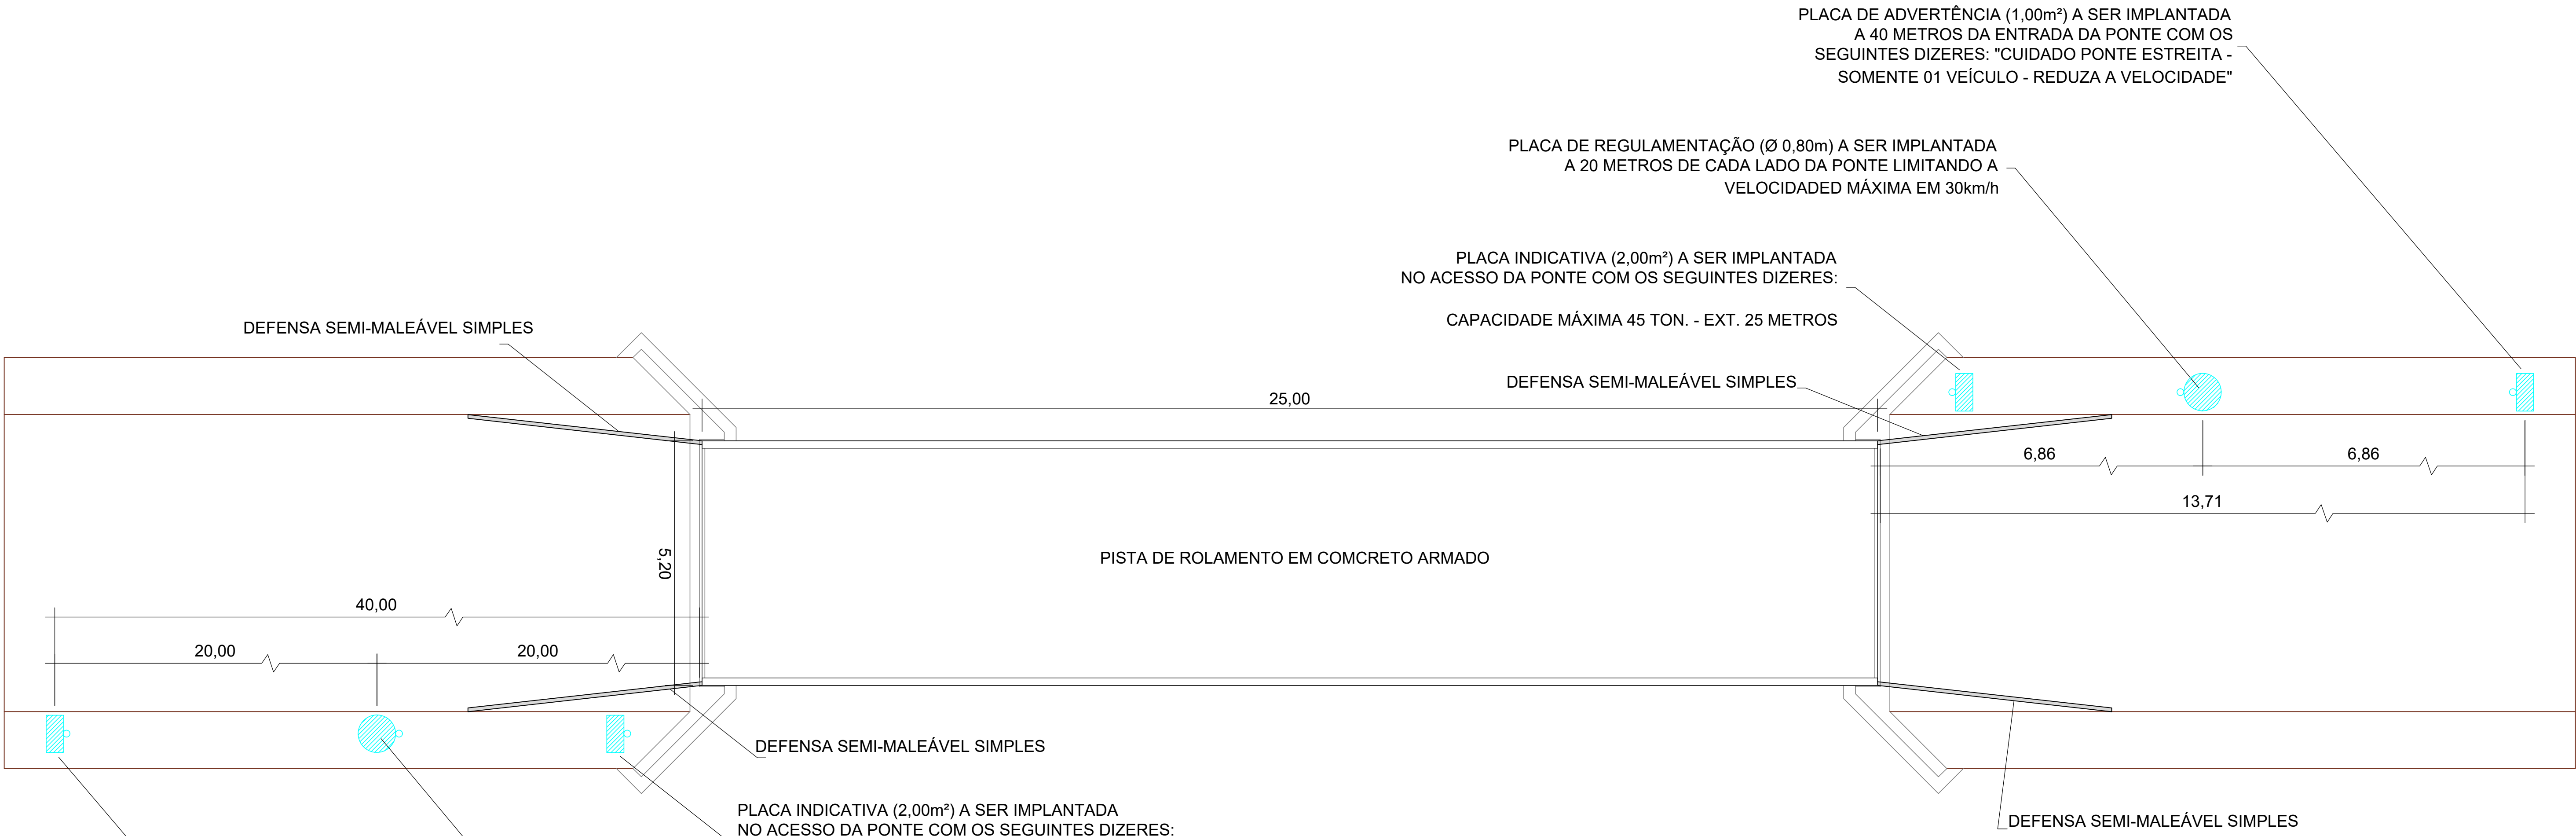 PLACA DE ADVERTÊNCIA (1,00m²) A SER IMPLANTADA
A 40 METROS DA ENTRADA DA PONTE COM OS
SEGUINTES DIZERES: "CUIDADO PONTE ESTREITA -
SOMENTE 01 VEÍCULO - REDUZA A VELOCIDADE"
PLACA DE REGULAMENTAÇÃO (Ø 0,80m) A SER IMPLANTADA
A 20 METROS DE CADA LADO DA PONTE LIMITANDO A
VELOCIDADED MÁXIMA EM 30km/h
PLACA INDICATIVA (2,00m²) A SER IMPLANTADA
NO ACESSO DA PONTE COM OS SEGUINTES DIZERES:
CAPACIDADE MÁXIMA 45 TON. - EXT. 25 METROS
DEFENSA SEMI-MALEÁVEL SIMPLES
DEFENSA SEMI-MALEÁVEL SIMPLES
25,00
6,86
6,86
13,71
5,20
PISTA DE ROLAMENTO EM COMCRETO ARMADO
40,00
20,00
20,00
DEFENSA SEMI-MALEÁVEL SIMPLES
PLACA INDICATIVA (2,00m²) A SER IMPLANTADA
NO ACESSO DA PONTE COM OS SEGUINTES DIZERES:
DEFENSA SEMI-MALEÁVEL SIMPLES